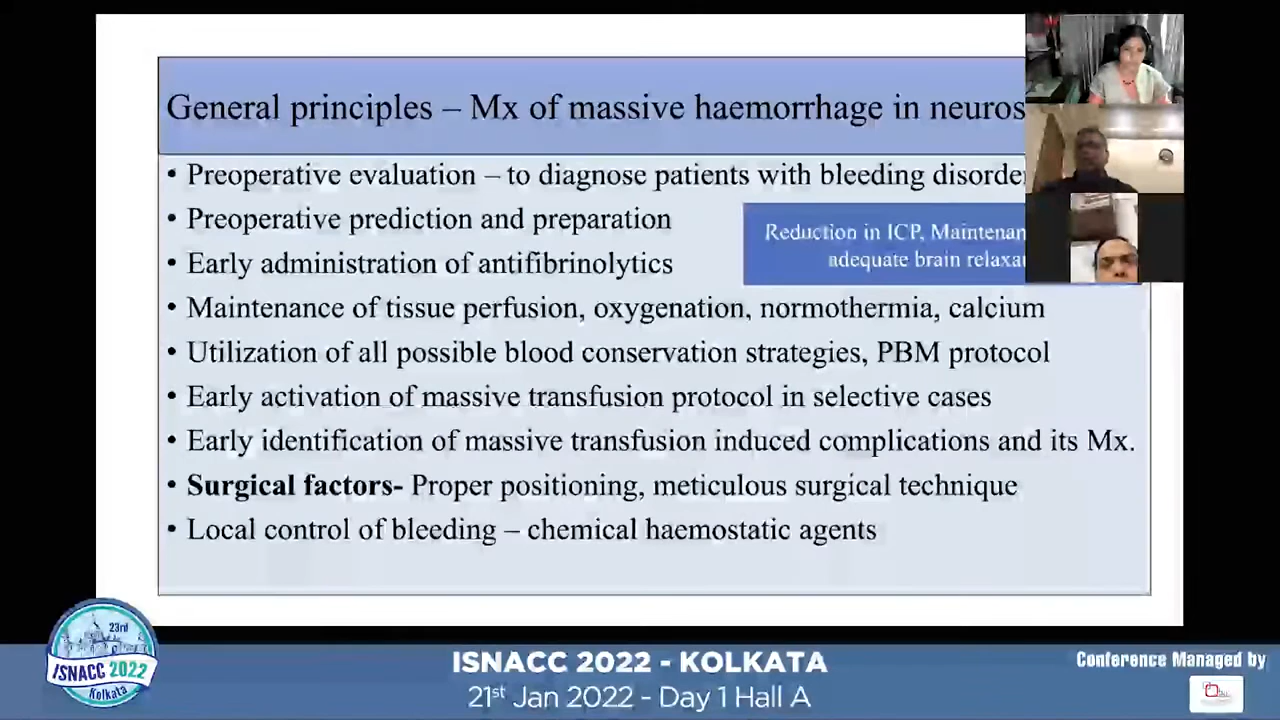 General principles – Mx of massive haemorrhage in neuros
• Preoperative evaluation – to diagnose patients with bleeding disorde
• Preoperative prediction and preparation
Reduction in ICP, Maintenan
adequate brain relaxa
• Early administration of antifibrinolytics
• Maintenance of tissue perfusion, oxygenation, normothermia, calcium
• Utilization of all possible blood conservation strategies, PBM protocol
• Early activation of massive transfusion protocol in selective cases
• Early identification of massive transfusion induced complications and its Mx.
• Surgical factors- Proper positioning, meticulous surgical technique
• Local control of bleeding – chemical haemostatic agents
23rd
ISNACC 2022
Kolkata
ISNACC 2022 - KOLKATA
21st Jan 2022 - Day 1 Hall A
Conference Managed by